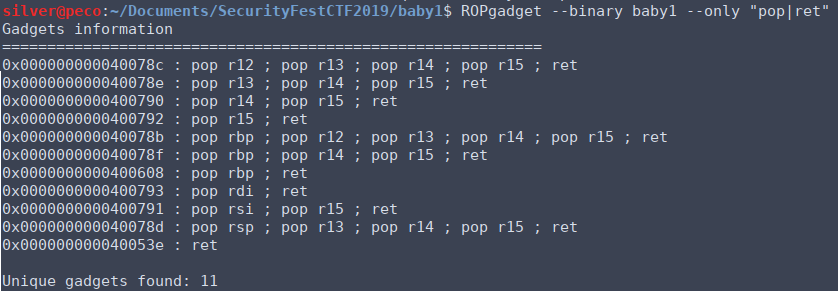 silver@peco:~/Documents/SecurityFestCTF2019/baby1$ ROPgadget --binary baby1 --only "pop|ret"
Gadgets information
============================================================
0x000000000040078c : pop r12 ; pop r13 ; pop r14 ; pop r15 ; ret
0x000000000040078e : pop r13 ; pop r14 ; pop r15 ; ret
0x0000000000400790 : pop r14 ; pop r15 ; ret
0x0000000000400792 : pop r15 ; ret
0x000000000040078b : pop rbp ; pop r12 ; pop r13 ; pop r14 ; pop r15 ; ret
0x000000000040078f : pop rbp ; pop r14 ; pop r15 ; ret
0x0000000000400608 : pop rbp ; ret
0x0000000000400793 : pop rdi ; ret
0x0000000000400791 : pop rsi ; pop r15 ; ret
0x000000000040078d : pop rsp ; pop r13 ; pop r14 ; pop r15 ; ret
0x000000000040053e : ret
Unique gadgets found: 11